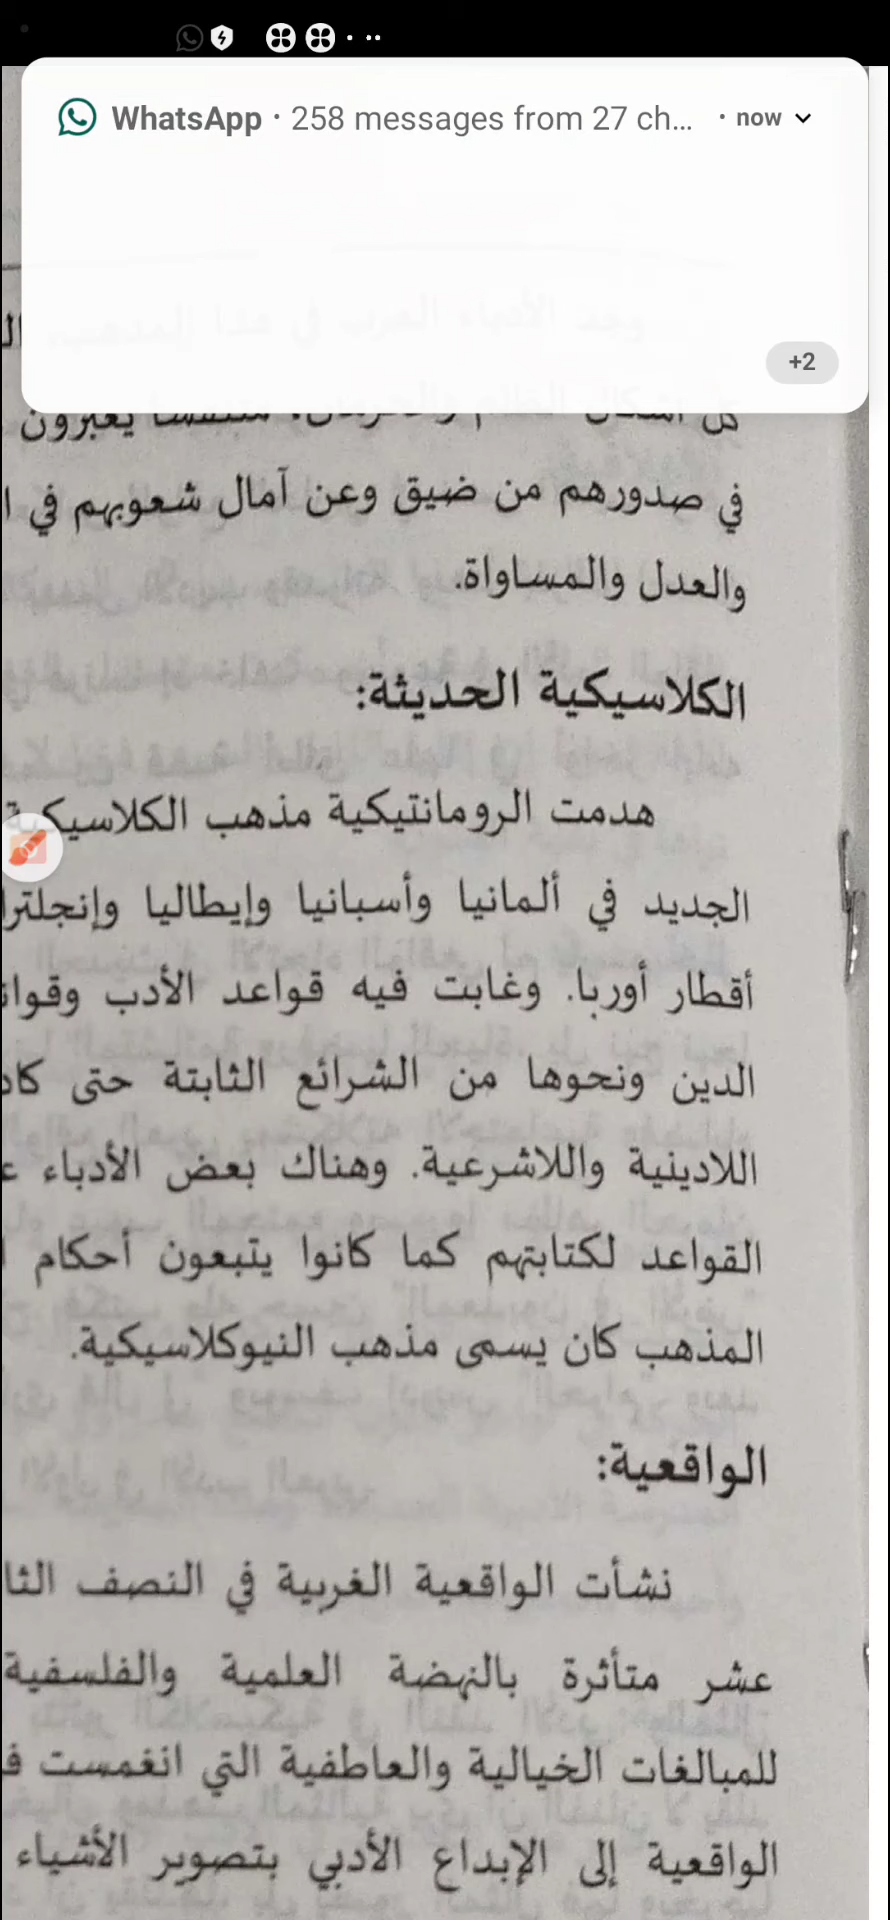 WhatsApp · 258 messages from 27 ch... · now
+2
يعبرون
في صدورهم من ضيق وعن آمال شعوبهم في
والعدل والمساواة.
الكلاسيكية الحديثة:
هدمت الرومانتيكية مذهب الكلاسيكية
الجديد في ألمانيا وأسبانيا وإيطاليا وإنجلترا
أقطار أوربا. وغابت فيه قواعد الأدب
الدين ونحوها من الشرائع الثابتة حتى
اللادينية واللاشرعية. وهناك بعض الأدباء
القواعد لكتابتهم كما كانوا يتبعون أحكام
المذهب كان يسمى مذهب النيوكلاسيكية.
الواقعية:
نشأت الواقعية الغربية في النصف
عشر متأثرة بالنهضة العلمية والفلسفية
للمبالغات الخيالية والعاطفية التي انغمست
الواقعية إلى الإبداع الأدبي بتصوير الأشياء